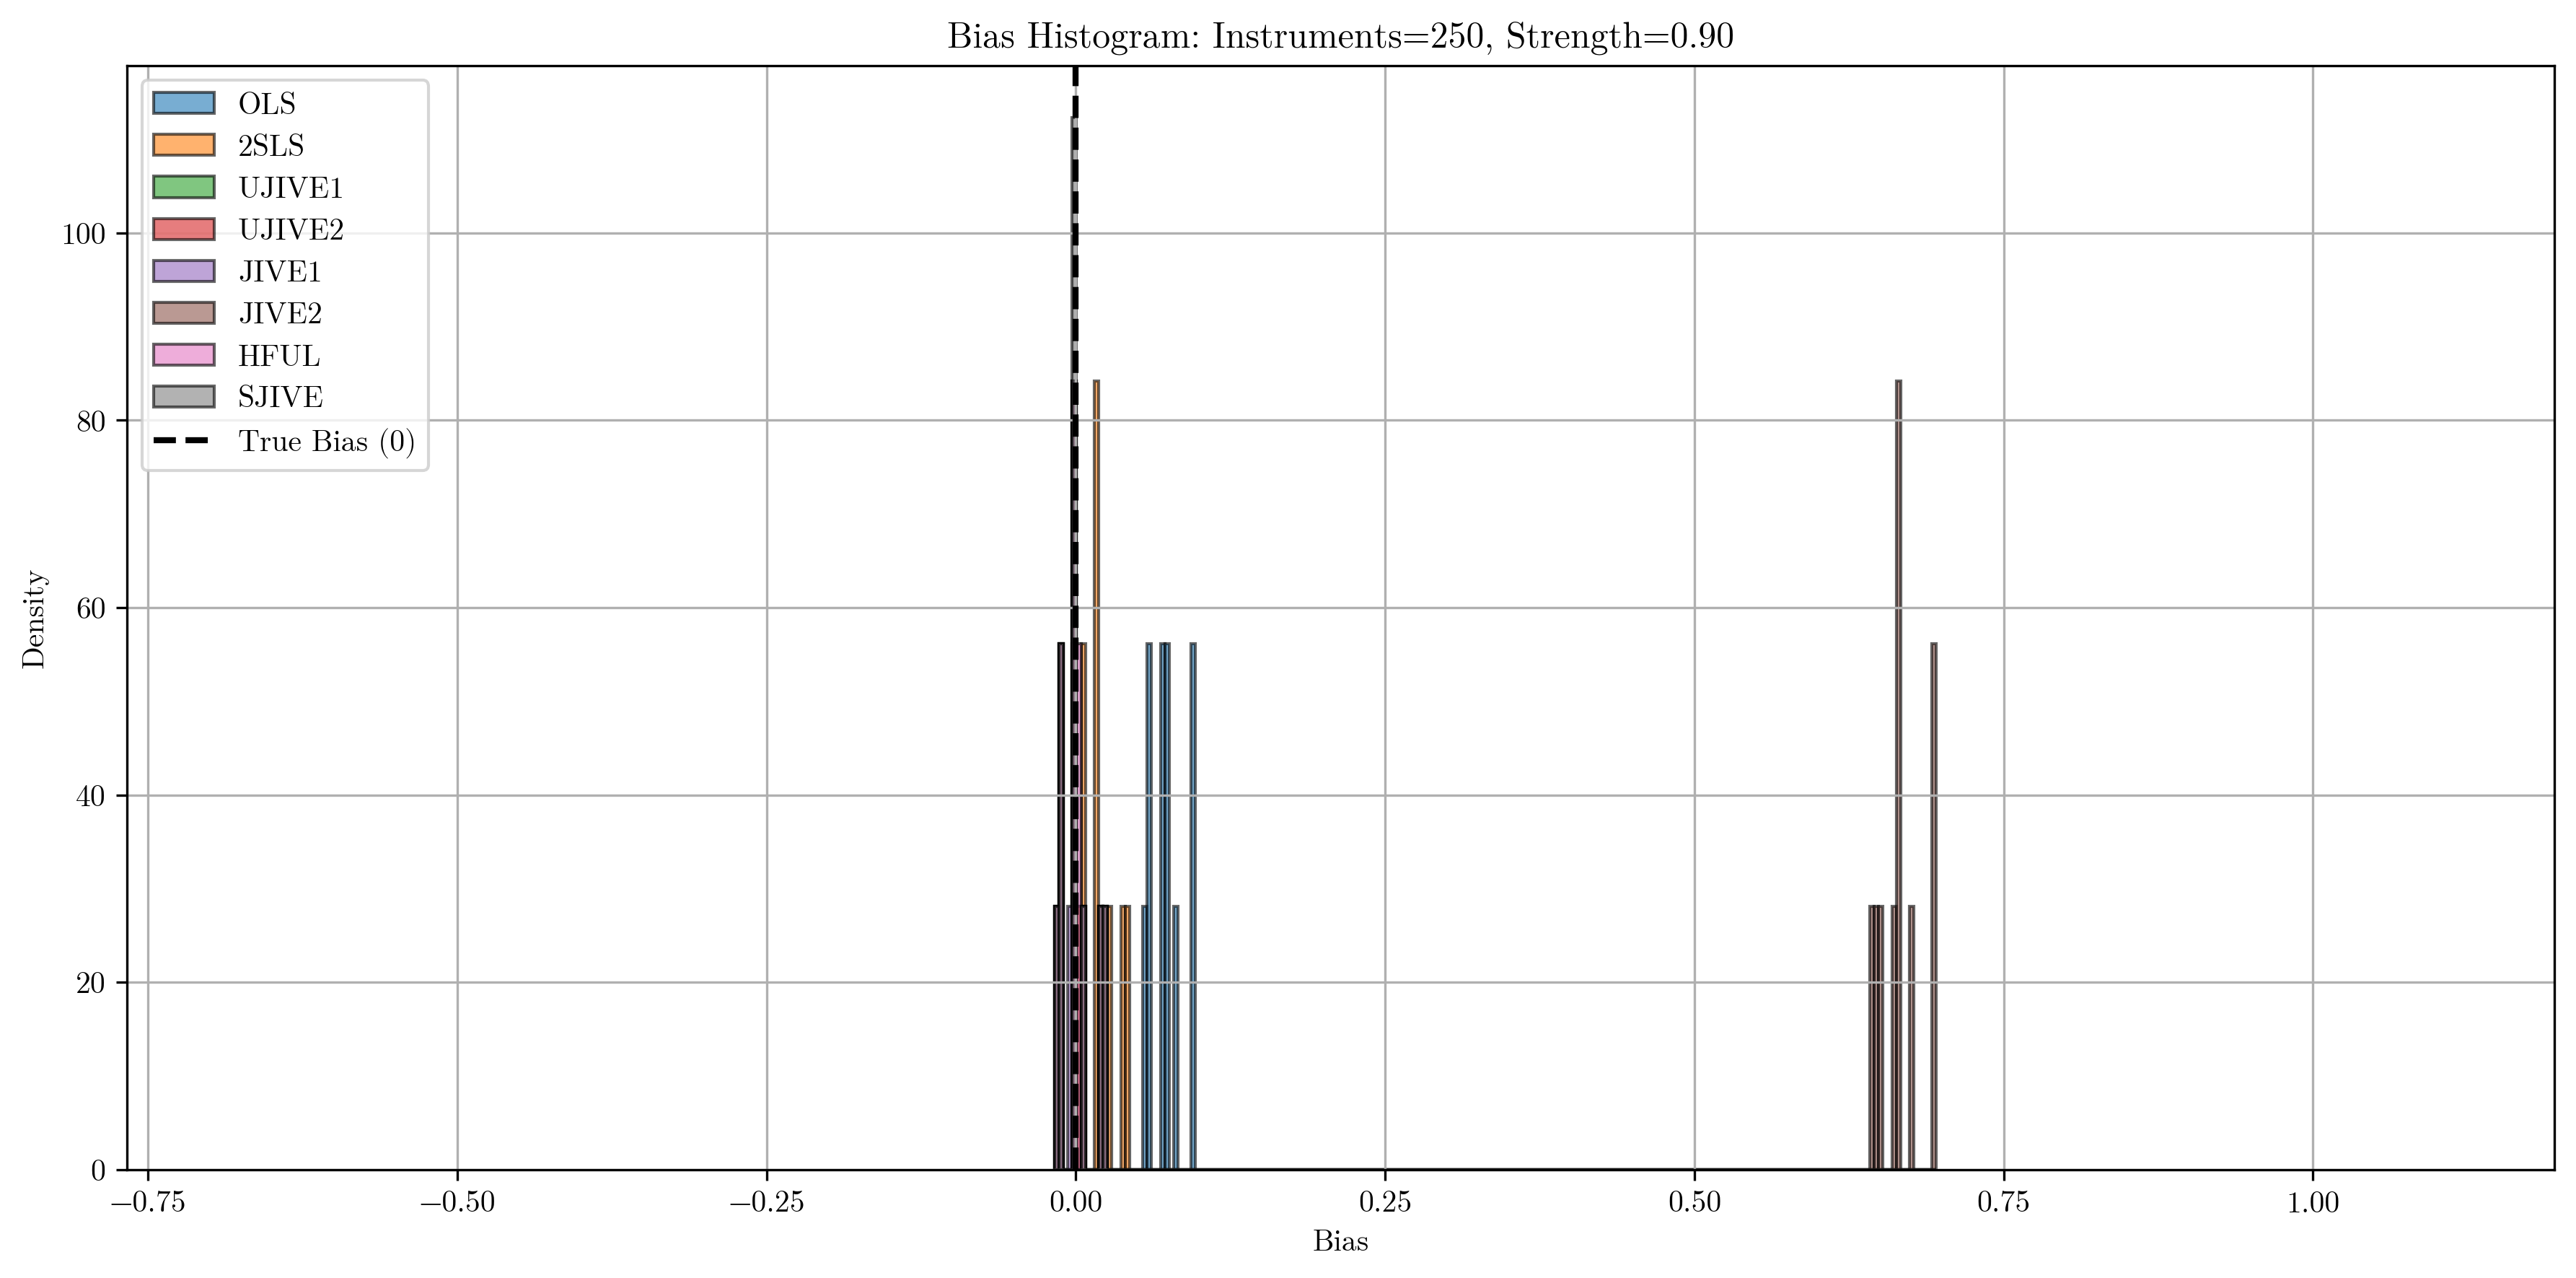 Bias Histogram: Instruments=250, Strength=0.90
OLS
2SLS
UJIVE1
UJIVE2
JIVE1
JIVE2
HFUL
SJIVE
True Bias (0)
Density
100
80
60
40
20
0
−0.75 −0.50 −0.25 0.00 0.25 0.50 0.75 1.00
Bias